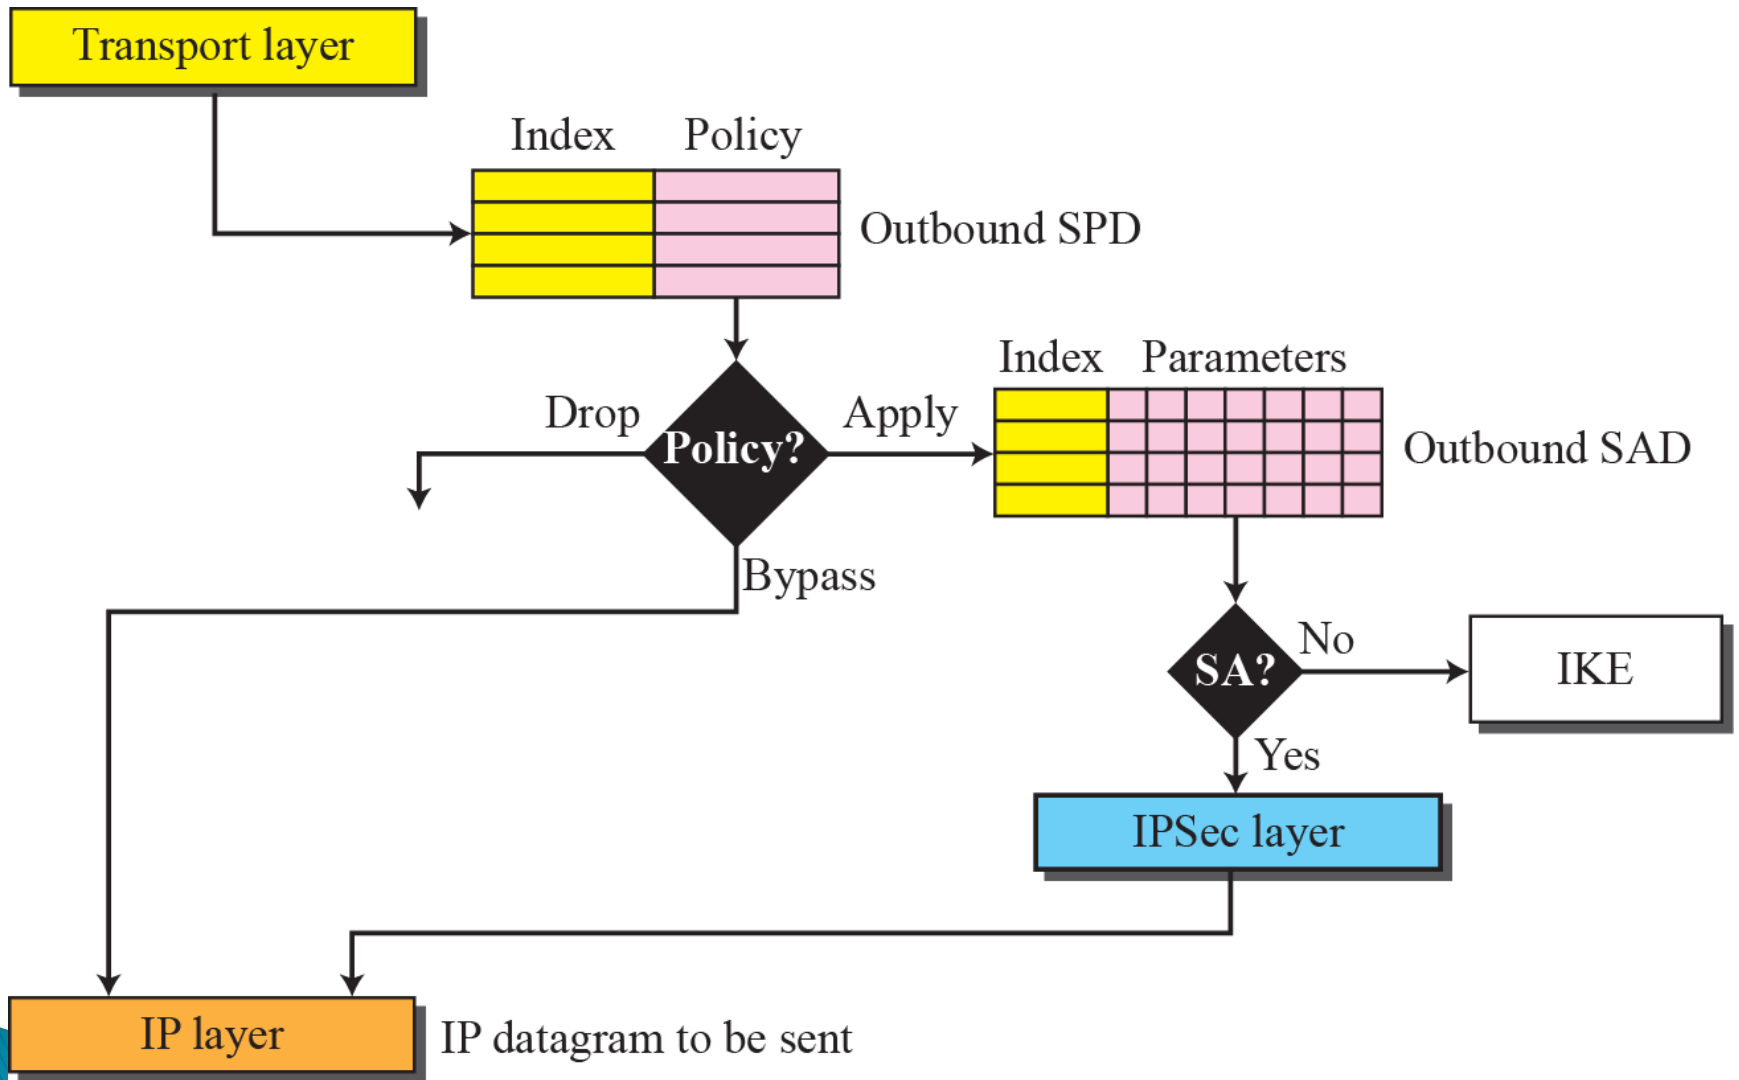 Transport layer
Index Policy
Outbound SPD
Index Parameters
Drop
Policy?
Apply
Outbound SAD
Bypass
No
SA?
IKE
Yes
IPSec layer
IP layer
IP datagram to be sent